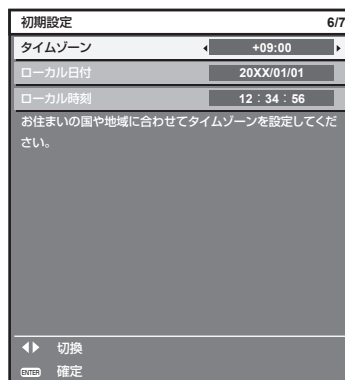 初期設定 6/7
タイムゾーン +09:00
ローカル日付 20XX/01/01
ローカル時刻 12：34：56
お住まいの国や地域に合わせてタイムゾーンを設定してくだ
さい。
切換
ENTER 確定